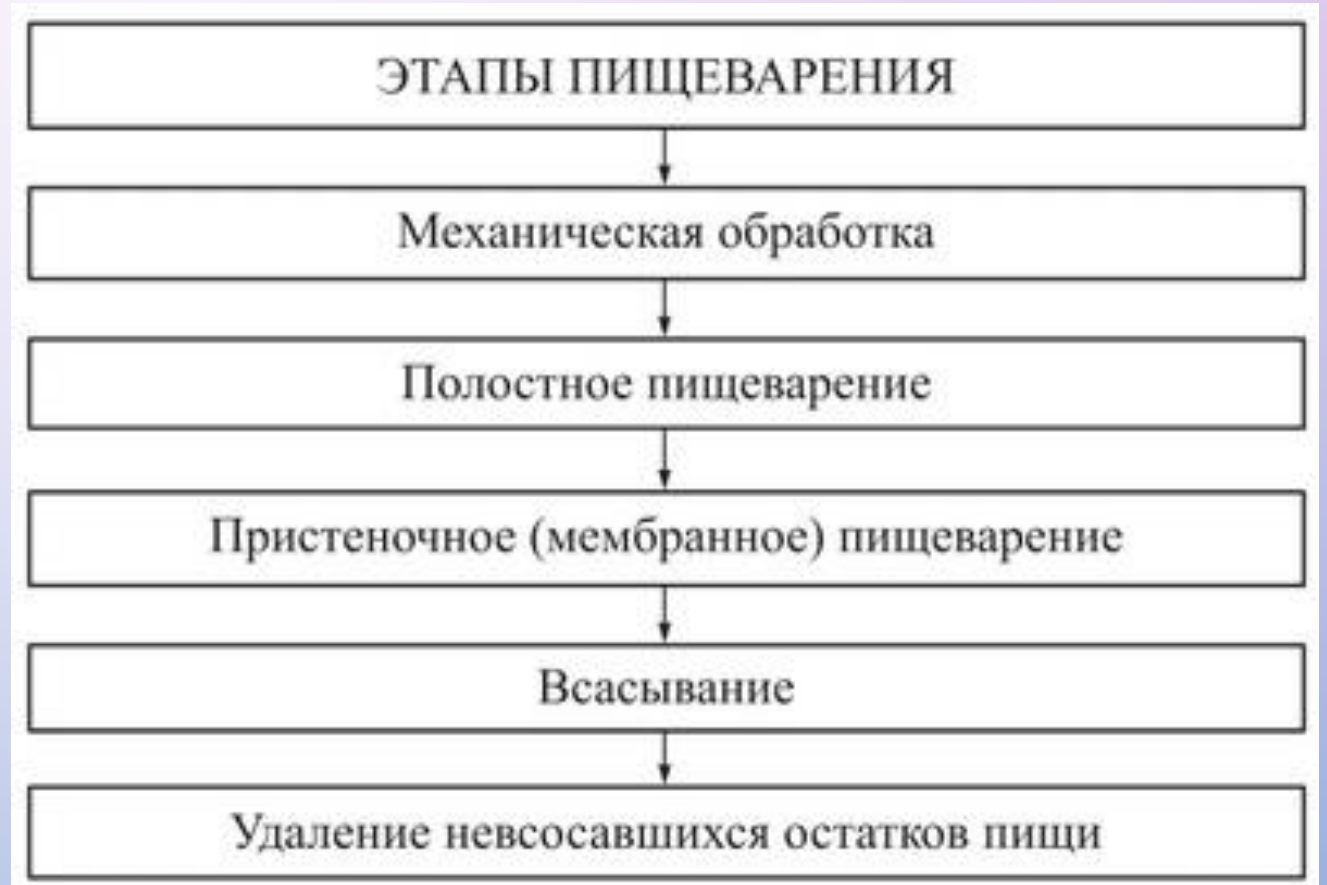 ЭТАПЫ ПИЩЕВАРЕНИЯ
Механическая обработка
Полостное пищеварение
Пристеночное (мембранное) пищеварение
Всасывание
Удаление невсосавшихся остатков пищи